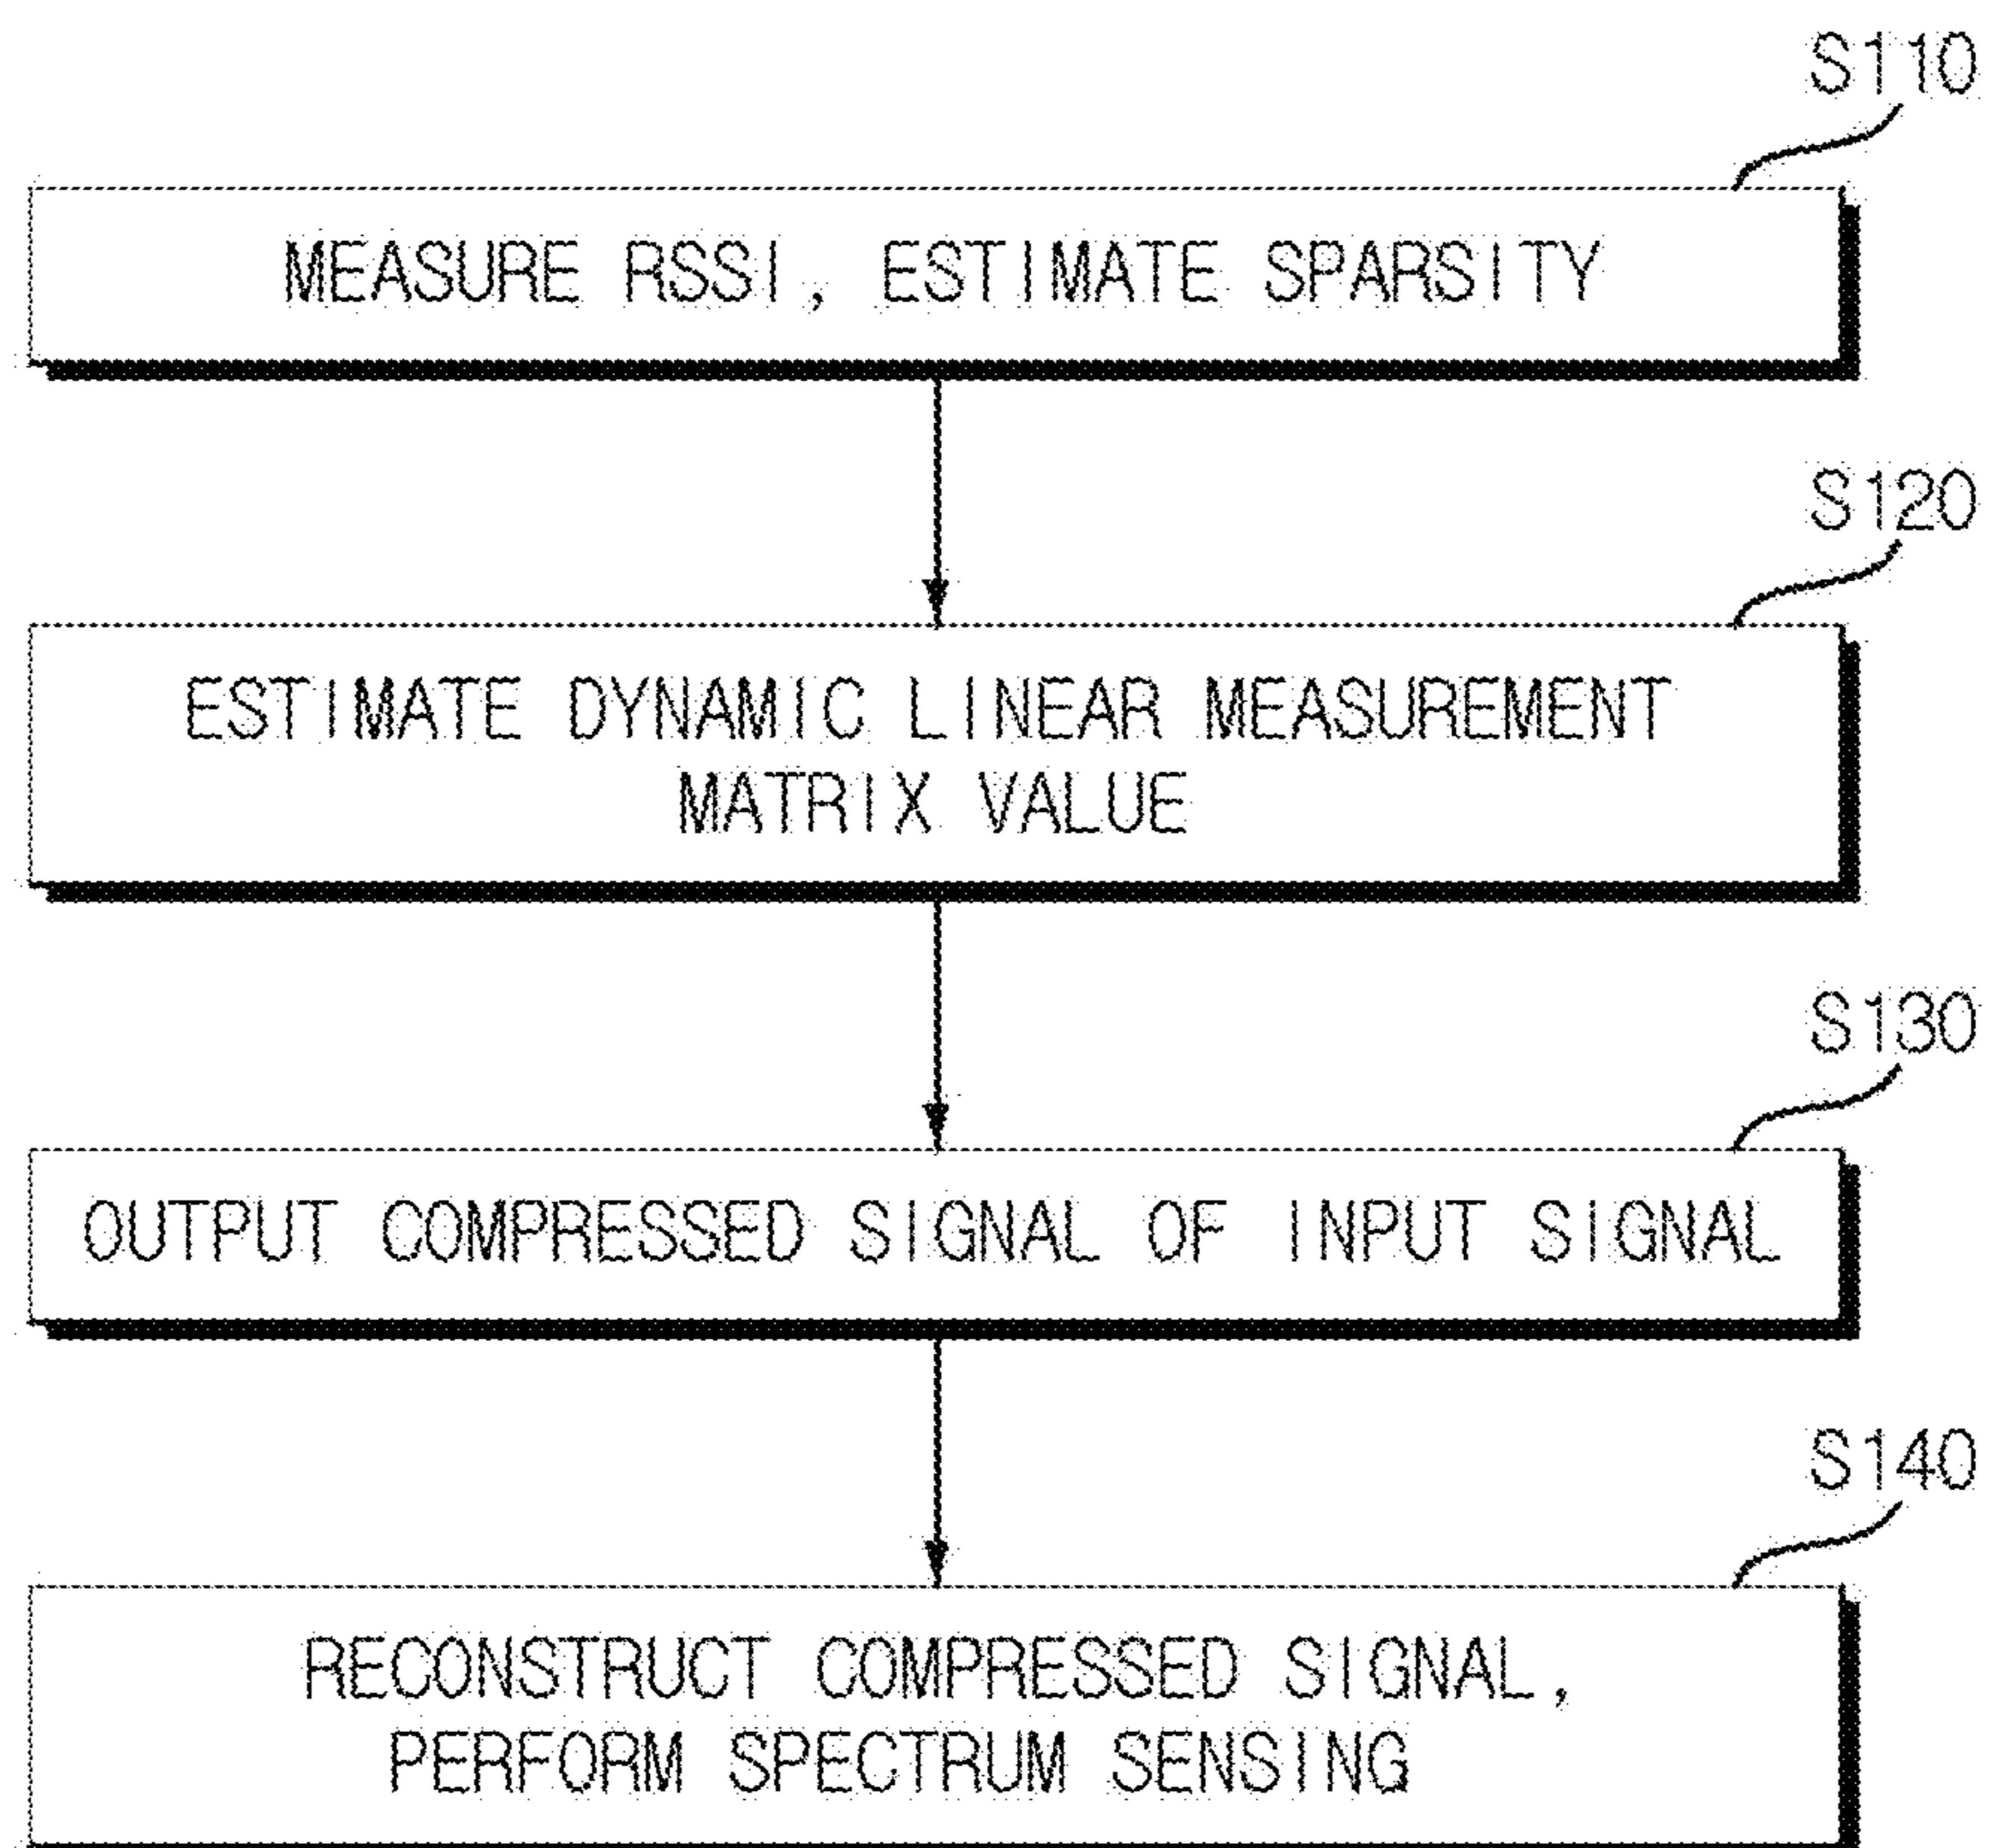 S110
MEASURE RSSI, ESTIMATE SPARSITY
S120
ESTIMATE DYNAMIC LINEAR MEASUREMENT
MATRIX VALUE
S130
OUTPUT COMPRESSED SIGNAL OF INPUT SIGNAL
S140
RECONSTRUCT COMPRESSED SIGNAL,
PERFORM SPECTRUM SENSING